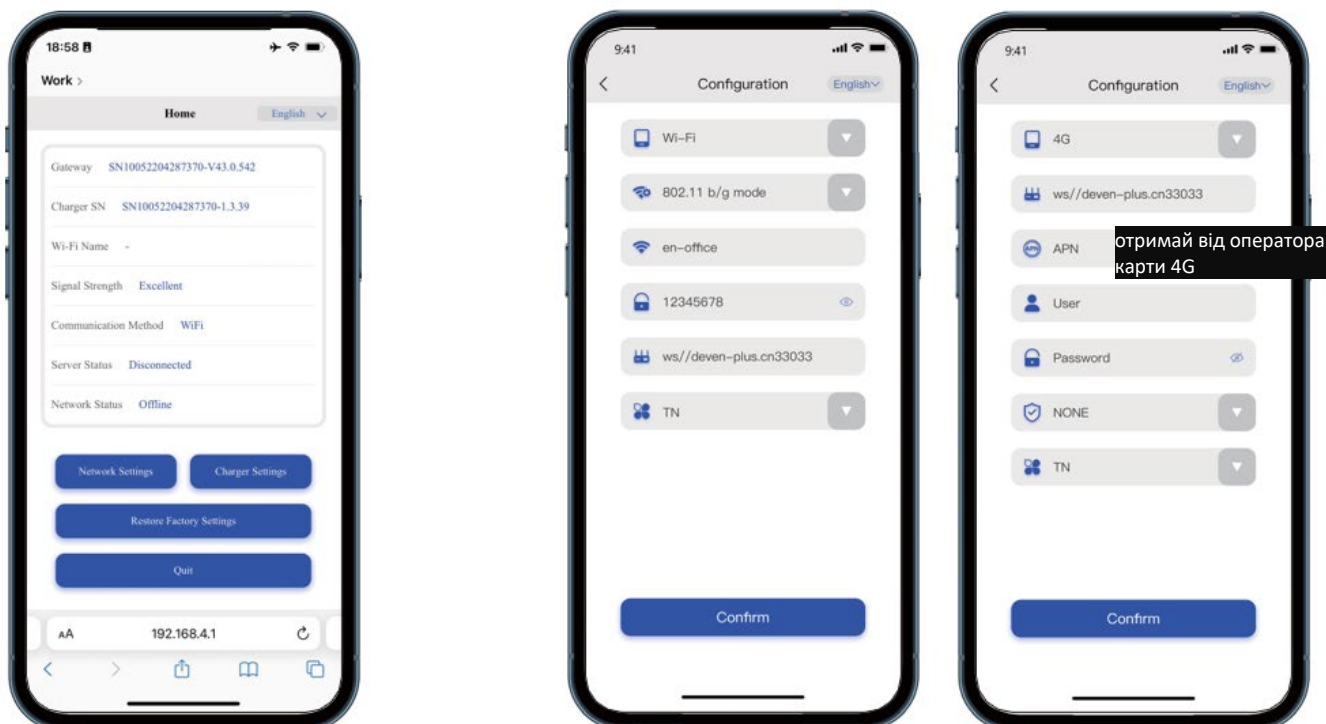 18:58
Work >
Home English
Gateway SN10052204287370-V43.0.542
Charger SN SN10052204287370-1.3.39
Wi-Fi Name -
Signal Strength Excellent
Communication Method WiFi
Server Status Disconnected
Network Status Offline
Network Settings Charger Settings
Restore Factory Settings
Quit
AA 192.168.4.1
9:41
Configuration English
Wi-Fi
802.11 b/g mode
en-office
12345678
ws//deven-plus.cn33033
TN
Confirm
9:41
Configuration English
4G
ws//deven-plus.cn33033
APN APN
отримай від оператора
карти 4G
User
Password
NONE
TN
Confirm